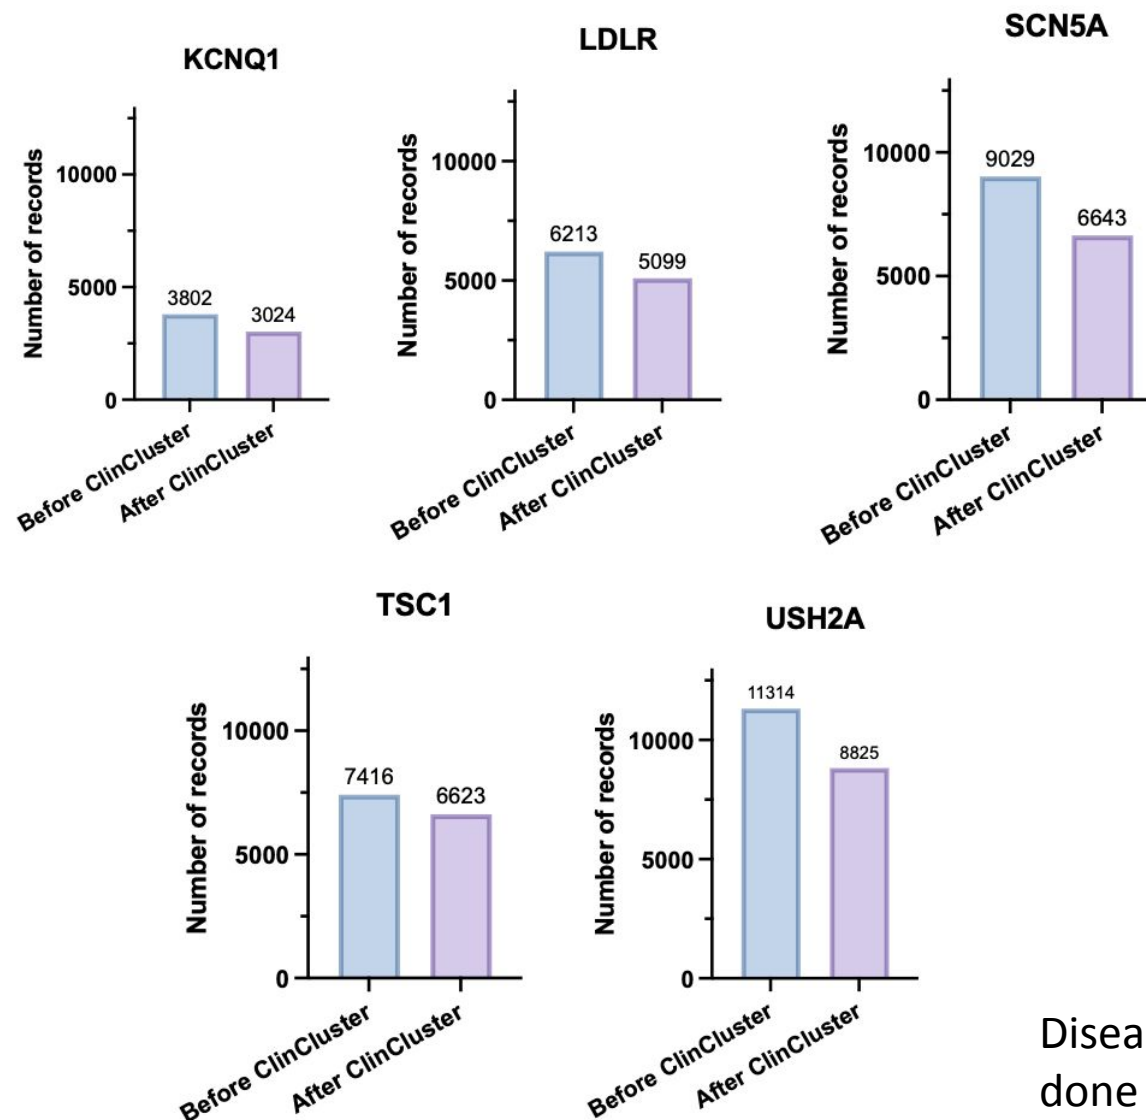 KCNQ1
Number of records
10000
5000
0
3802
3024
Before ClinCluster
After ClinCluster
LDLR
Number of records
10000
5000
0
6213
5099
Before ClinCluster
After ClinCluster
SCN5A
Number of records
10000
5000
0
9029
6643
Before ClinCluster
After ClinCluster
TSC1
Number of records
10000
5000
0
7416
6623
Before ClinCluster
After ClinCluster
USH2A
Number of records
10000
5000
0
11314
8825
Before ClinCluster
After ClinCluster
Disea
done